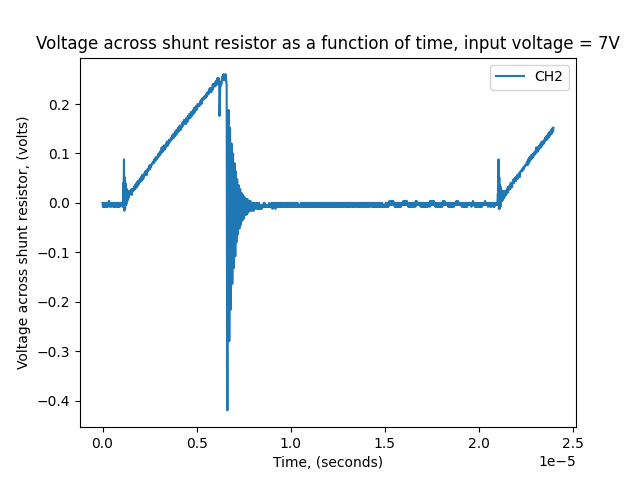 Voltage across shunt resistor as a function of time, input voltage = 7V
CH2
Voltage across shunt resistor, (volts)
0.2
0.1
0.0
−0.1
−0.2
−0.3
−0.4
0.0 0.5 1.0 1.5 2.0 2.5
1e−5
Time, (seconds)